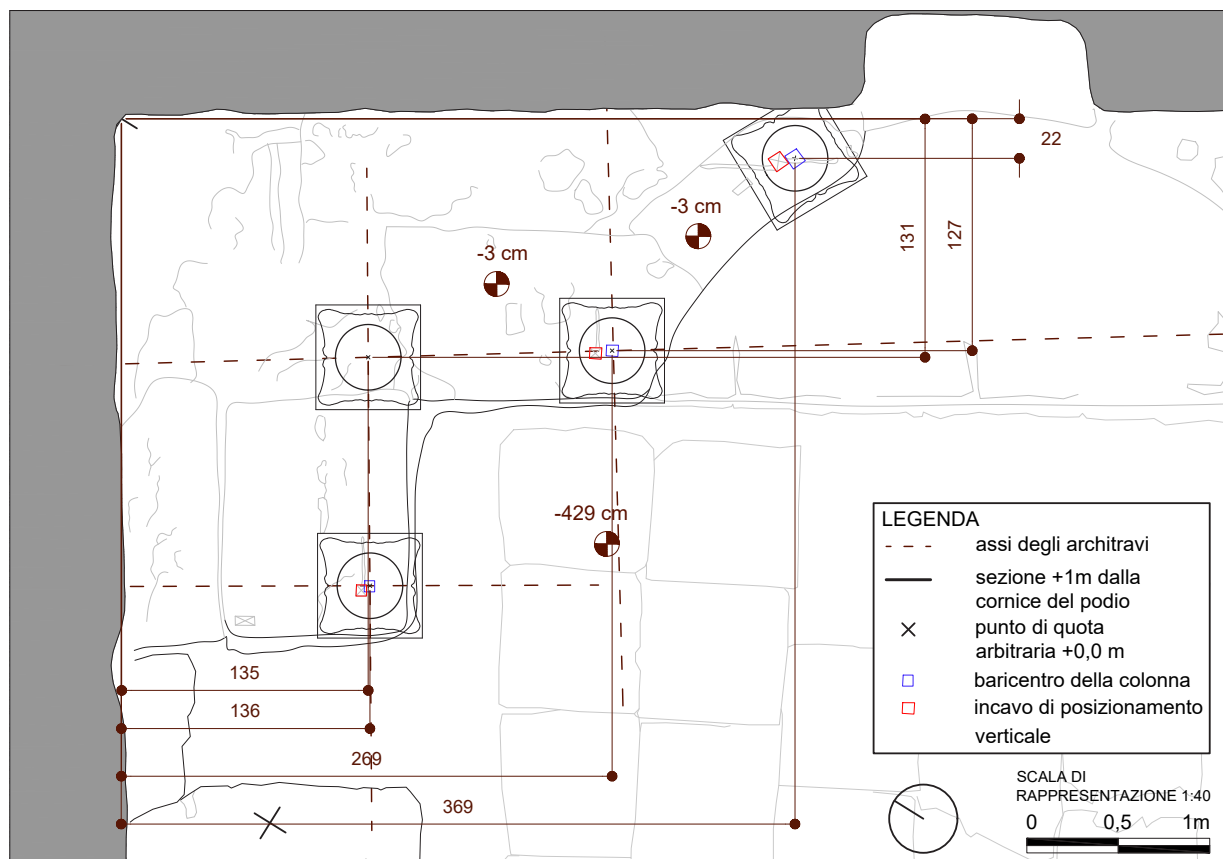 22
-3 cm
131
127
-3 cm
-429 cm
135
136
269
369
LEGENDA
assi degli architravi
sezione +1m dalla
cornice del podio
punto di quota
arbitraria +0,0 m
baricentro della colonna
incavo di posizionamento
verticale
SCALA DI
RAPPRESENTAZIONE 1:40
0 0,5 1m